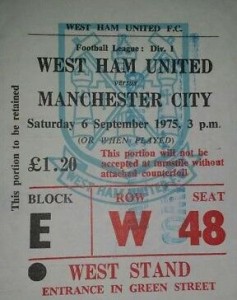 WEST HAM UNITED F.C.
Football League : Div. 1
WEST HAM UNITED
versus
MANCHESTER CITY
Saturday 6 September 1975, 3 p.m.
(OR WHEN PLAYED)
This portion to be retained
£1.20
This portion will not be
accepted at turnstile without
attached counterfoil
BLOCK
ROW
SEAT
E
W
48
WEST STAND
ENTRANCE IN GREEN STREET